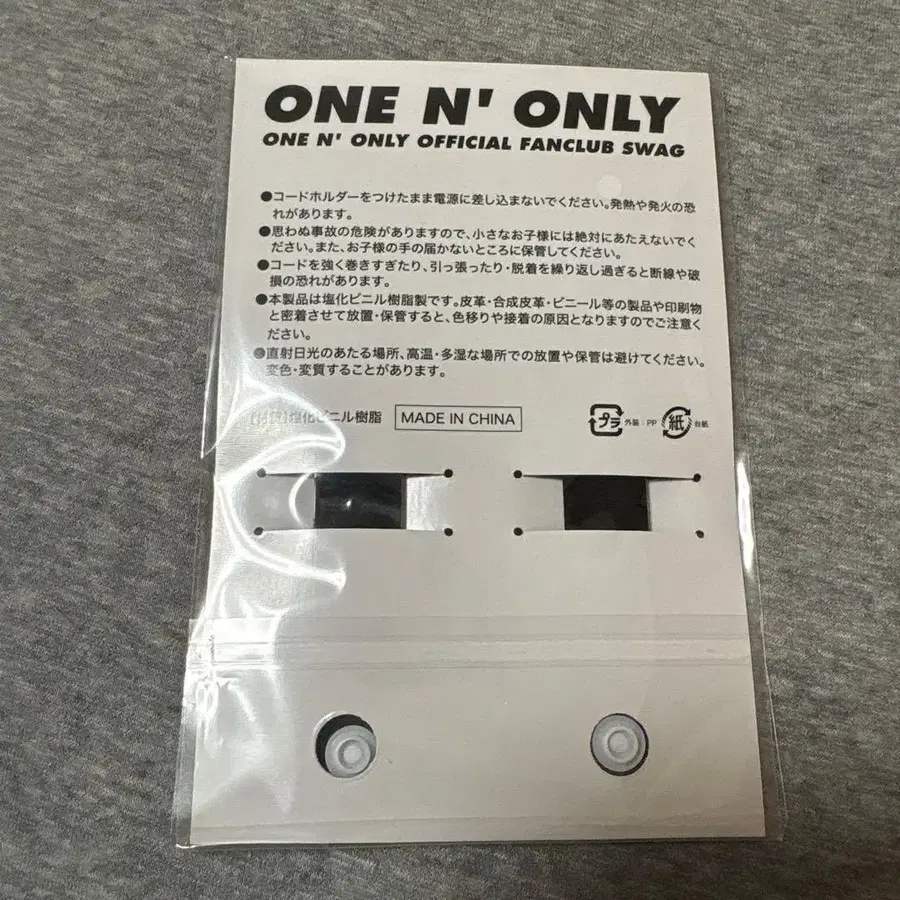 ONE N' ONLY
ONE N' ONLY OFFICIAL FANCLUB SWAG
●コードホルダーをつけたまま電源に差し込まないでください。発熱や発火の恐
れがあります。
●思わぬ事故の危険がありますので、小さなお子様には絶対にあたえないでく
ださい。また、お子様の手の届かないところに保管してください。
●コードを強く巻きすぎたり、引っ張ったり・脱着を繰り返し過ぎると断線や破
損の恐れがあります。
●本製品は塩化ビニル樹脂製です。皮革・合成皮革・ビニール等の製品や印刷物
と密着させて放置・保管すると、色移りや接着の原因となりますのでご注意く
ださい。
●直射日光のあたる場所、高温・多湿な場所での放置や保管は避けてください。
変色・変質することがあります。
【材質】塩化ビニル樹脂 MADE IN CHINA プラ 外装:PP 紙 台紙